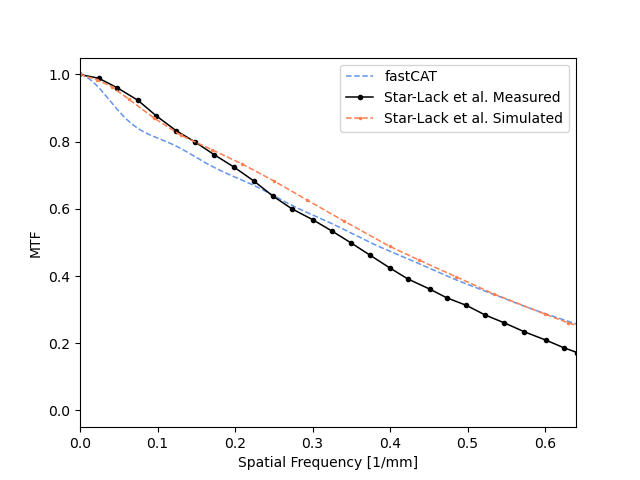 fastCAT
Star-Lack et al. Measured
Star-Lack et al. Simulated
1.0
0.8
0.6
0.4
0.2
0.0
MTF
0.0 0.1 0.2 0.3 0.4 0.5 0.6
Spatial Frequency [1/mm]